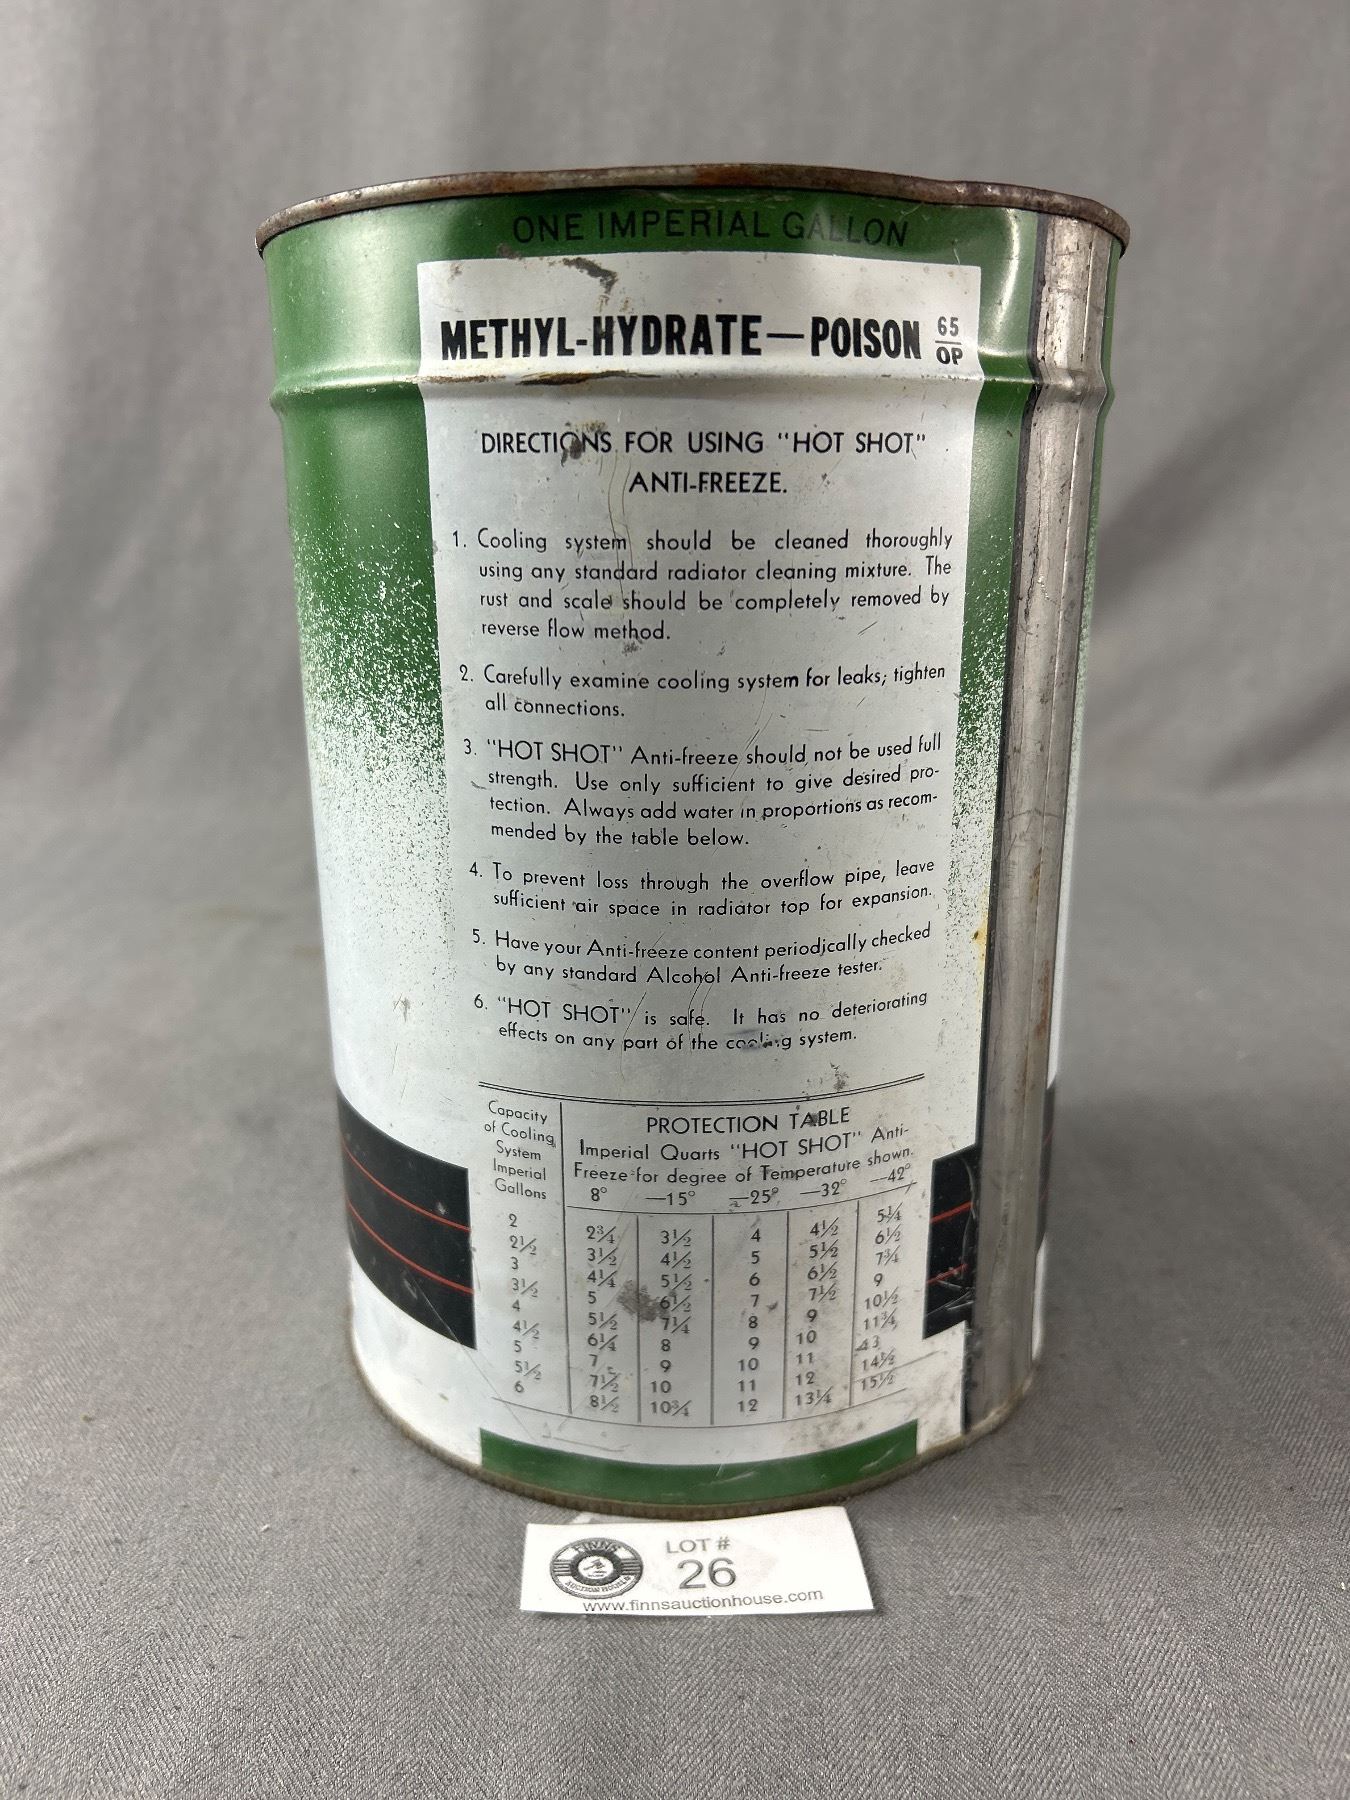 ONE IMPERIAL GALLON
METHYL-HYDRATE—POISON 65/OP
DIRECTIONS FOR USING "HOT SHOT"
ANTI-FREEZE.
1. Cooling system should be cleaned thoroughly
using any standard radiator cleaning mixture. The
rust and scale should be completely removed by
reverse flow method.
2. Carefully examine cooling system for leaks; tighten
all connections.
3. "HOT SHOT" Anti-freeze should not be used full
strength. Use only sufficient to give desired pro-
tection. Always add water in proportions as recom-
mended by the table below.
4. To prevent loss through the overflow pipe, leave
sufficient air space in radiator top for expansion.
5. Have your Anti-freeze content periodically checked
by any standard Alcohol Anti-freeze tester.
6. "HOT SHOT" is safe. It has no deteriorating
effects on any part of the cooling system.
Capacity
of Cooling
System
Imperial
Gallons
PROTECTION TABLE
Imperial Quarts "HOT SHOT" Anti-
Freeze for degree of Temperature shown.
8° —15° —25° —32° —42°
2 2¾ 3½ 4 4½ 5¼
2½ 3½ 4½ 5 5½ 6½
3 4¼ 5½ 6 6½ 7¾
3½ 5 6½ 7 7½ 9
4 5½ 7¼ 8 9 10½
4½ 6¼ 8 9 10 11¾
5 7 9 10 11 13
5½ 7½ 10 11 12 14½
6 8½ 10¾ 12 13¼ 15½
FINNS
AUCTION HOUSE
LOT #
26
www.finnsauctionhouse.com